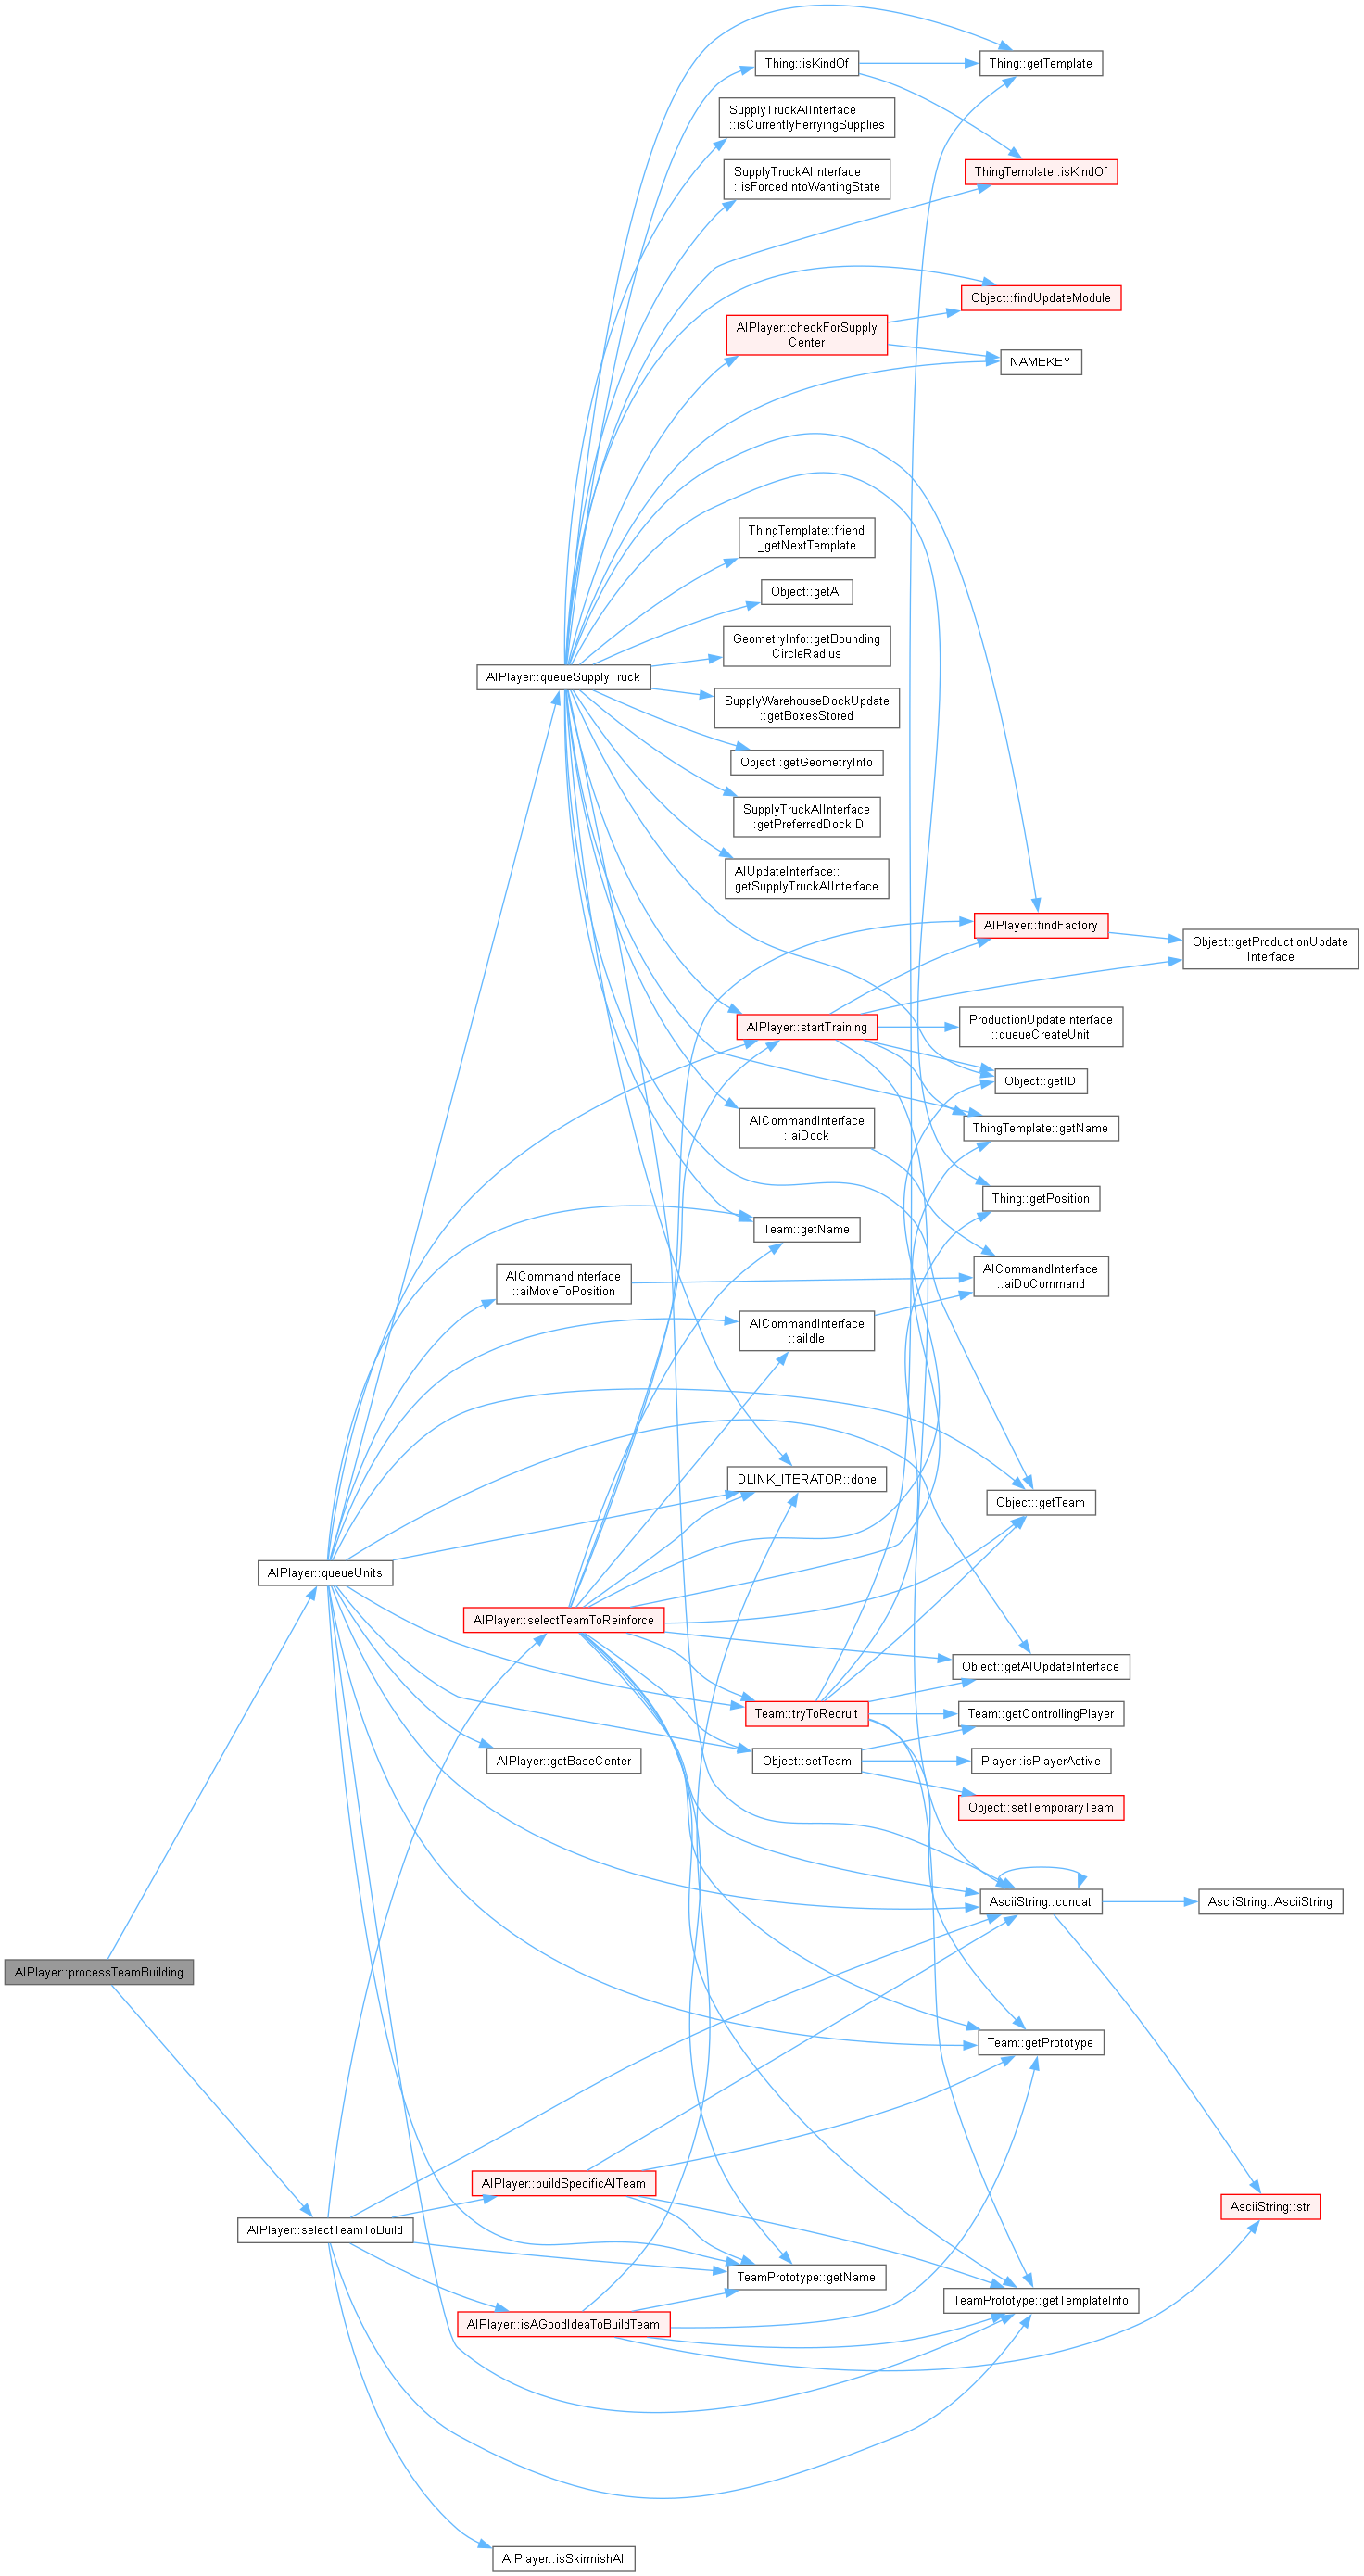 Thing::isKindOf
Thing::getTemplate
SupplyTruckAIInterface
::isCurrentlyFerryingSupplies
SupplyTruckAIInterface
::isForcedIntoWantingState
ThingTemplate::isKindOf
Object::findUpdateModule
AIPlayer::checkForSupply
Center
NAMEKEY
ThingTemplate::friend
_getNextTemplate
Object::getAI
GeometryInfo::getBounding
CircleRadius
AIPlayer::queueSupplyTruck
SupplyWarehouseDockUpdate
::getBoxesStored
Object::getGeometryInfo
SupplyTruckAIInterface
::getPreferredDockID
AIUpdateInterface::
getSupplyTruckAIInterface
AIPlayer::findFactory
Object::getProductionUpdate
Interface
AIPlayer::startTraining
ProductionUpdateInterface
::queueCreateUnit
Object::getID
AICommandInterface
::aiDock
ThingTemplate::getName
Thing::getPosition
Team::getName
AICommandInterface
::aiMoveToPosition
AICommandInterface
::aiDoCommand
AICommandInterface
::aiIdle
DLINK_ITERATOR::done
Object::getTeam
AIPlayer::queueUnits
AIPlayer::selectTeamToReinforce
Object::getAIUpdateInterface
Team::tryToRecruit
Team::getControllingPlayer
AIPlayer::getBaseCenter
Object::setTeam
Player::isPlayerActive
Object::setTemporaryTeam
AsciiString::concat
AsciiString::AsciiString
AIPlayer::processTeamBuilding
Team::getPrototype
AIPlayer::buildSpecificAITeam
AsciiString::str
AIPlayer::selectTeamToBuild
TeamPrototype::getName
TeamPrototype::getTemplateInfo
AIPlayer::isAGoodIdeaToBuildTeam
AIPlayer::isSkirmishAI